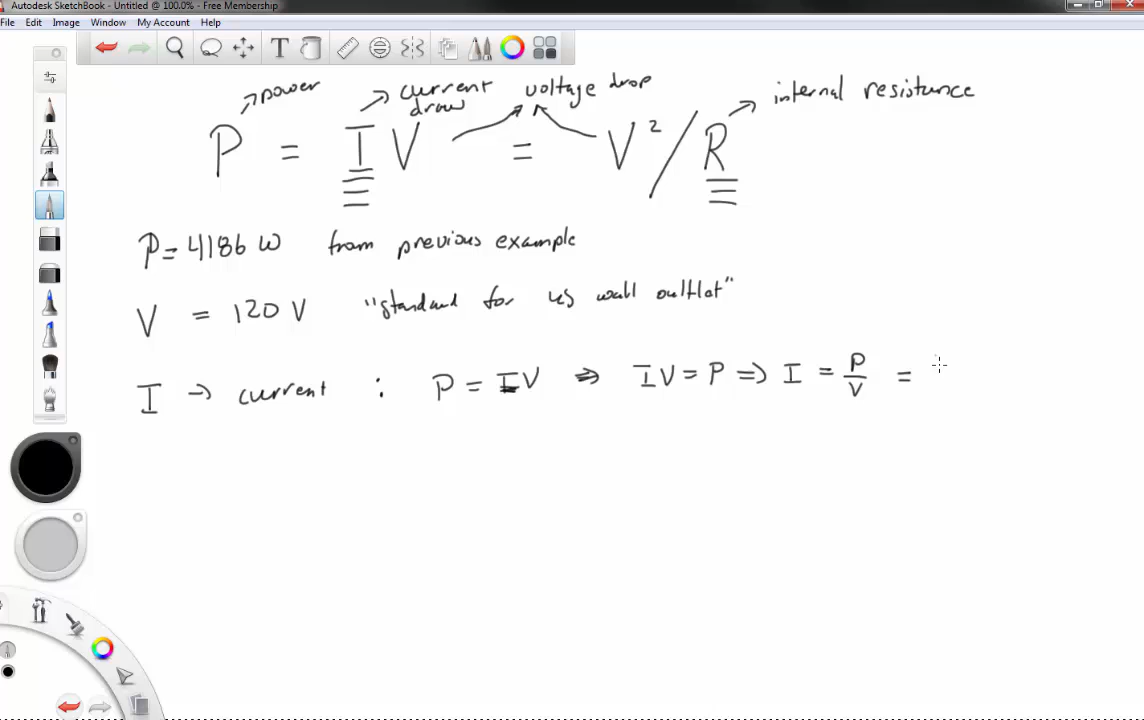 Autodesk SketchBook - Untitled @ 100.0% - Free Membership
File Edit Image Window My Account Help
power current draw voltage drop internal resistance
P = I V = V² / R
P = 4186 W from previous example
V = 120 V "standard for us wall outlet"
I → current : P = IV ⇒ IV = P ⇒ I = P/V =